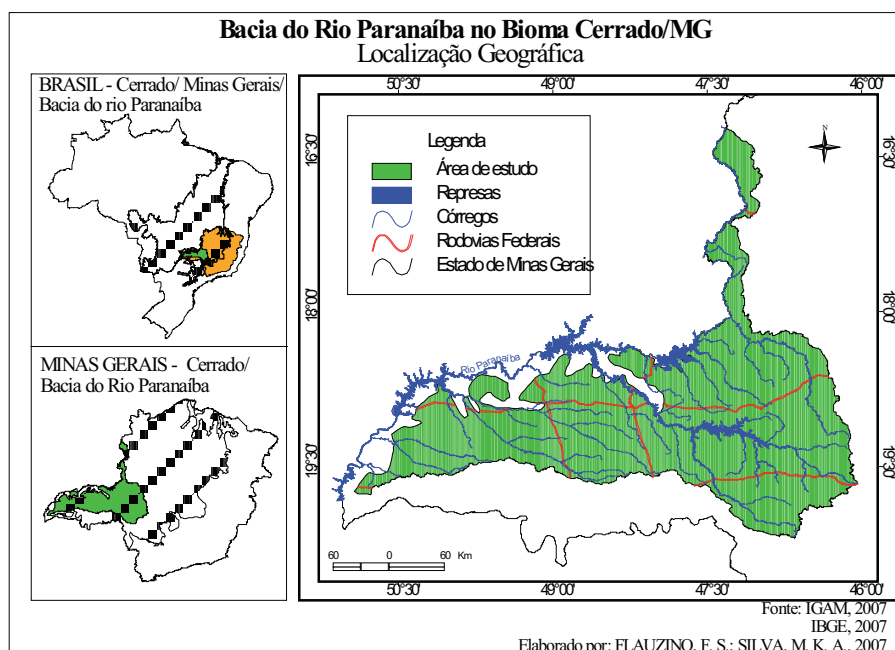 Bacia do Rio Paranaíba no Bioma Cerrado/MG
Localização Geográfica
BRASIL - Cerrado/ Minas Gerais/
Bacia do rio Paranaíba
MINAS GERAIS - Cerrado/
Bacia do Rio Paranaíba
50°30' 49°00' 47°30' 46°00'
16°30' 16°30'
18°00' 18°00'
19°30' 19°30'
50°30' 49°00' 47°30' 46°00'
N
Legenda
Área de estudo
Represas
Córregos
Rodovias Federais
Estado de Minas Gerais
Rio Paranaíba
60 0 60 Km
Fonte: IGAM, 2007
IBGE, 2007
Elaborado por: FLAUZINO, F. S.; SILVA, M. K. A., 2007